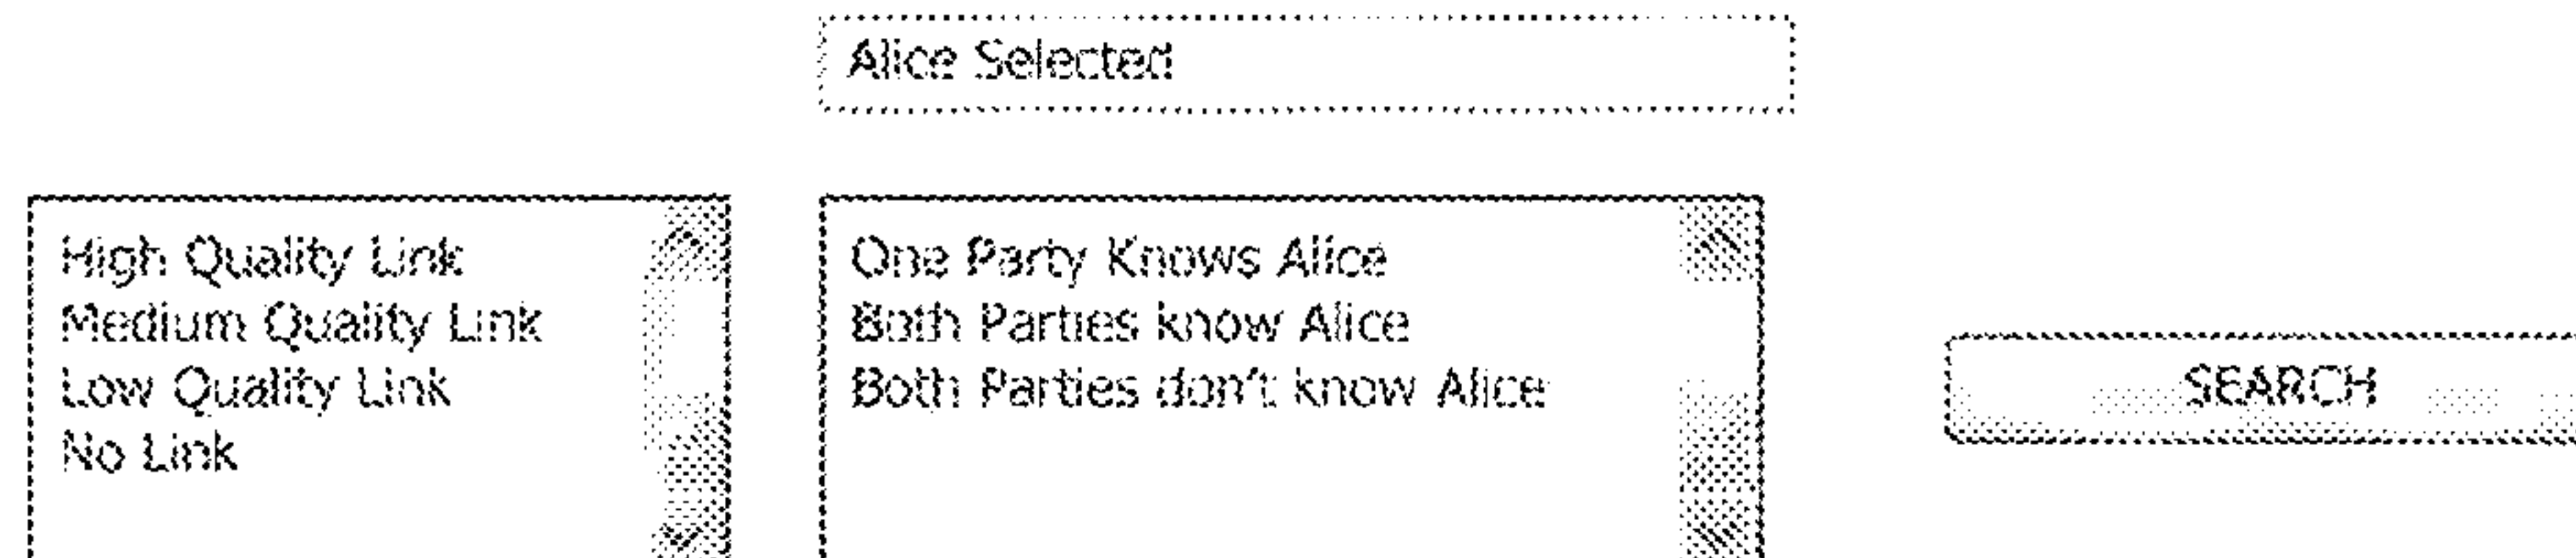 Alice Selected
High Quality Link
Medium Quality Link
Low Quality Link
No Link
One Party Knows Alice
Both Parties know Alice
Both Parties don't know Alice
SEARCH